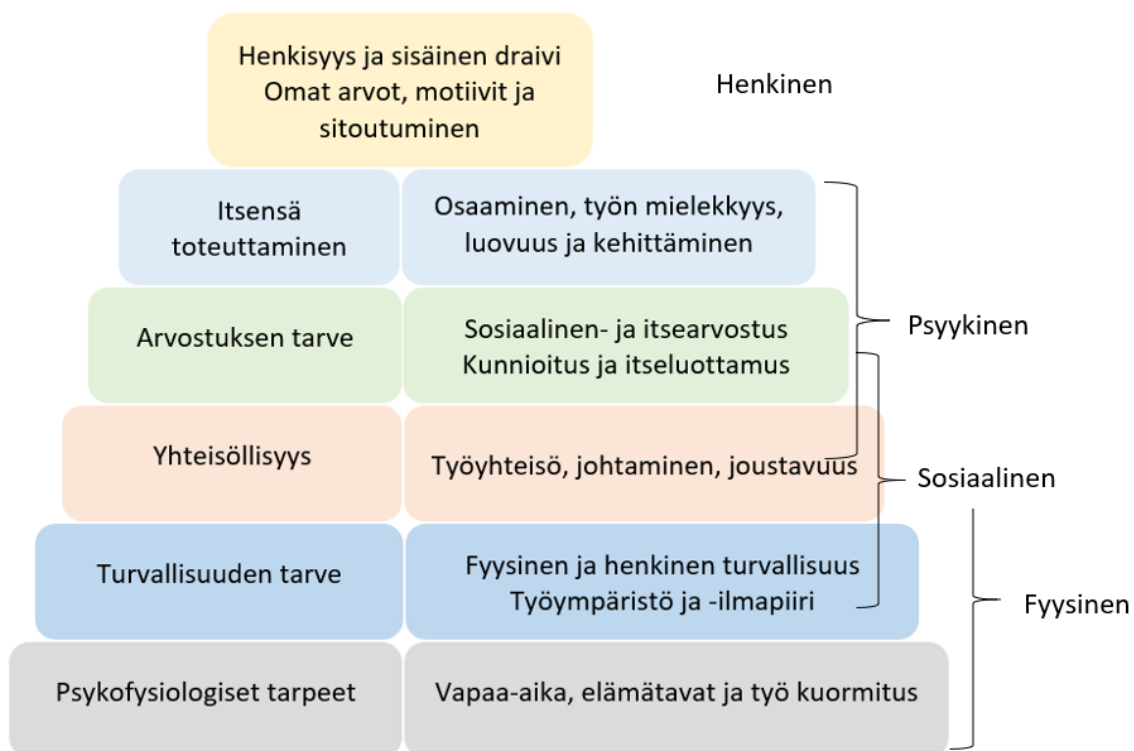 Henkisyys ja sisäinen draivi
Omat arvot, motiivit ja
sitoutuminen
Henkinen
Itsensä
toteuttaminen
Osaaminen, työn mielekkyys,
luovuus ja kehittäminen
Arvostuksen tarve
Sosiaalinen- ja itsearvostus
Kunnioitus ja itseluottamus
Psyykinen
Yhteisöllisyys
Työyhteisö, johtaminen, joustavuus
Sosiaalinen
Turvallisuuden tarve
Fyysinen ja henkinen turvallisuus
Työympäristö ja -ilmapiiri
Fyysinen
Psykofysiologiset tarpeet
Vapaa-aika, elämätavat ja työ kuormitus